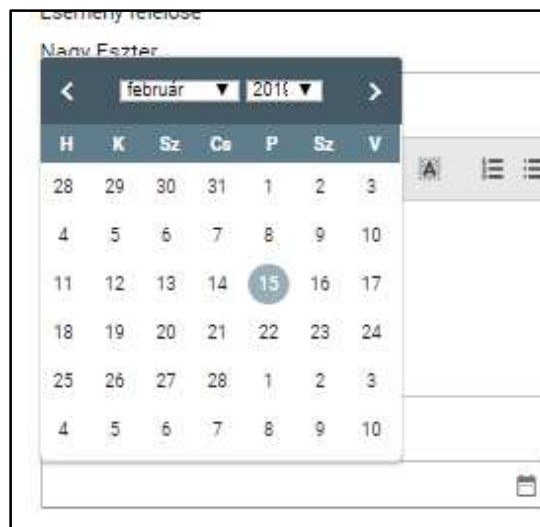 Esemény felelőse
Nagy Eszter
február 2019
H K Sz Cs P Sz V
28 29 30 31 1 2 3
4 5 6 7 8 9 10
11 12 13 14 15 16 17
18 19 20 21 22 23 24
25 26 27 28 1 2 3
4 5 6 7 8 9 10
A